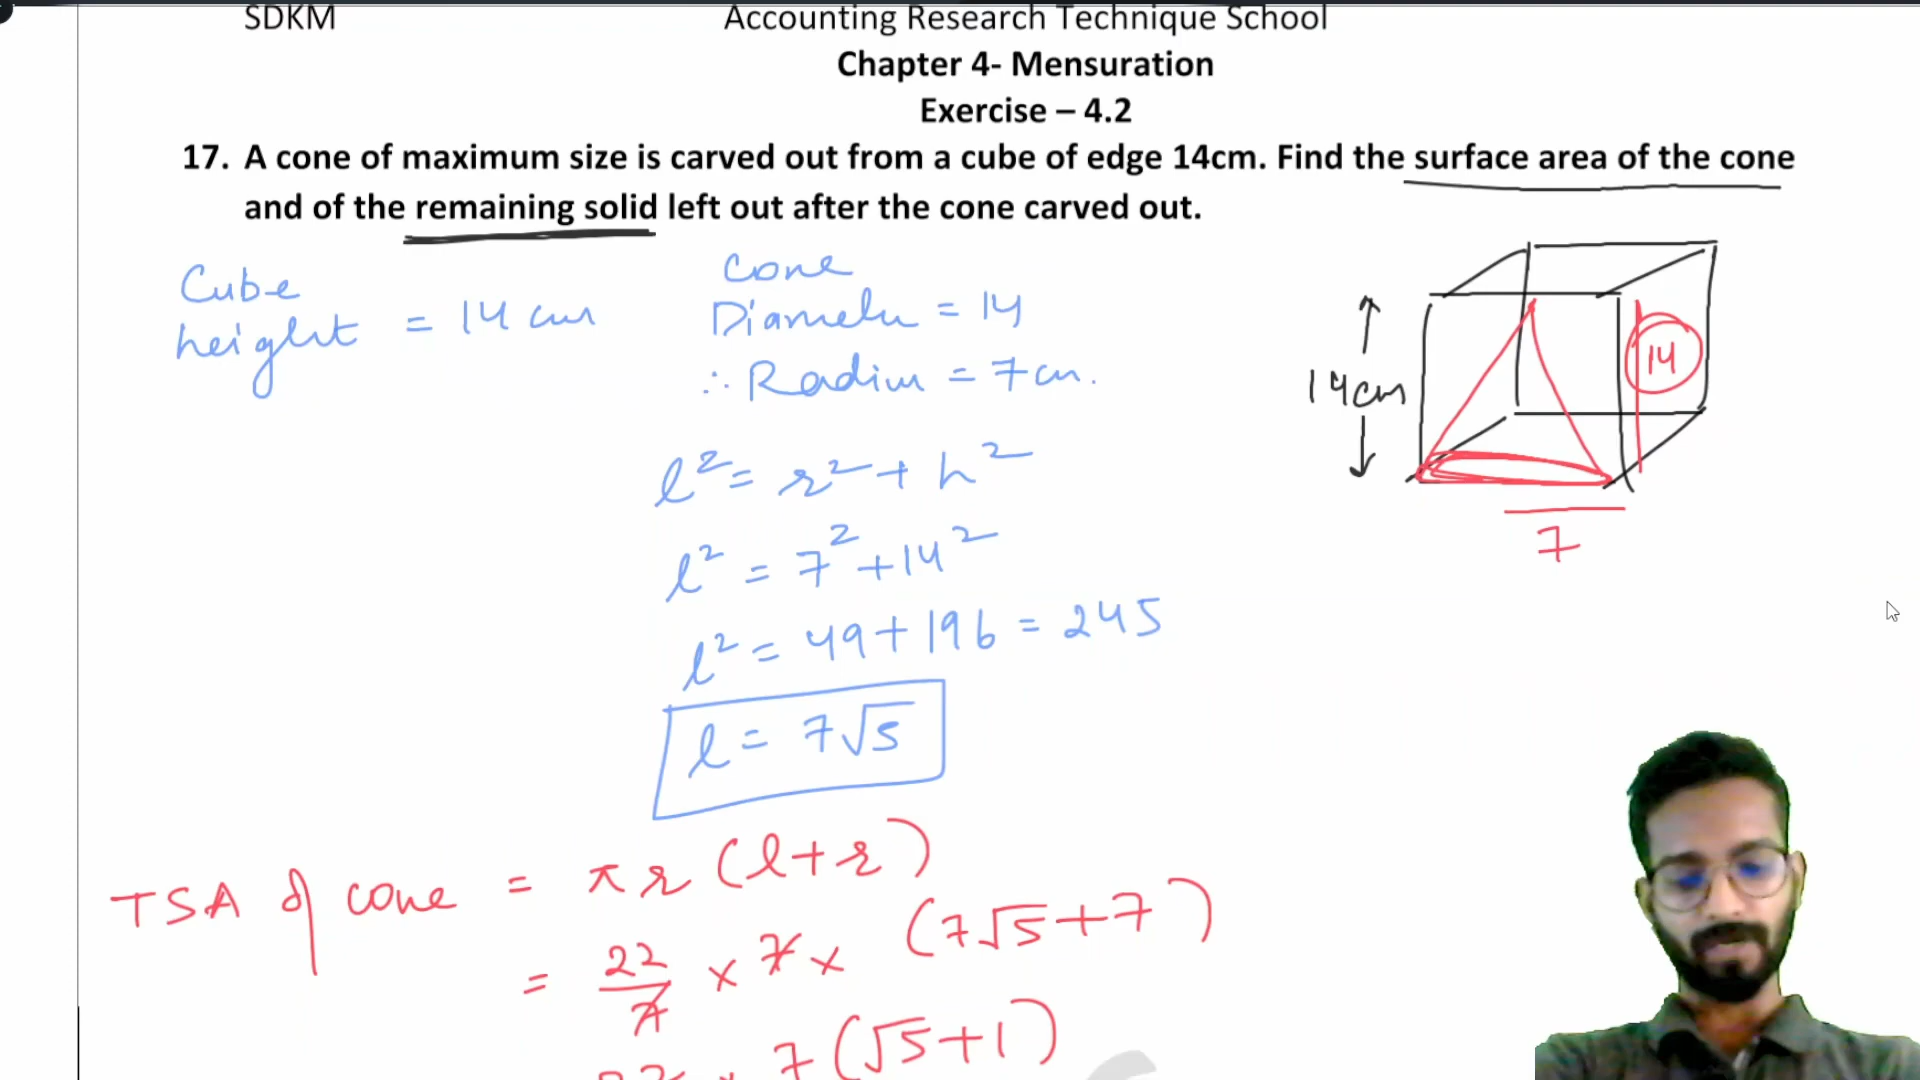 SDKM Accounting Research Technique School
Chapter 4- Mensuration
Exercise – 4.2
17. A cone of maximum size is carved out from a cube of edge 14cm. Find the surface area of the cone
and of the remaining solid left out after the cone carved out.
Cube
height = 14 cm
Cone
Diameter = 14
∴ Radius = 7cm.
14cm
14
7
l² = r² + h²
l² = 7² + 14²
l² = 49 + 196 = 245
l = 7√5
TSA of cone = πr (l+r)
= 22/7 × 7 × (7√5+7)
7 (√5+1)